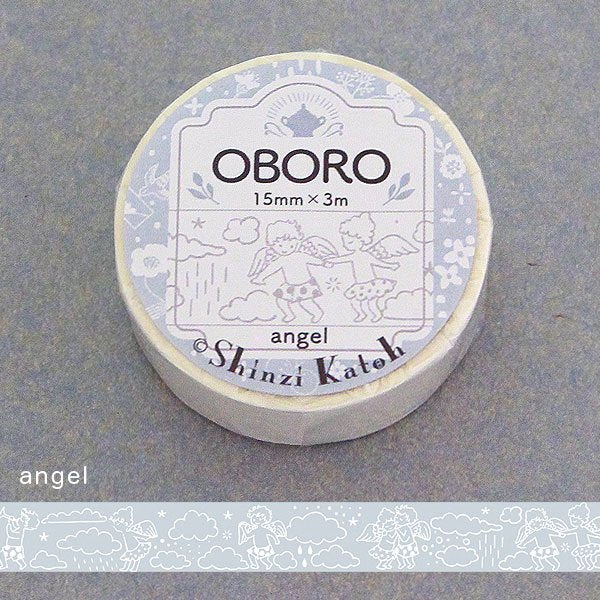 OBORO
15mm×3m
angel
©Shinzi Katoh
angel